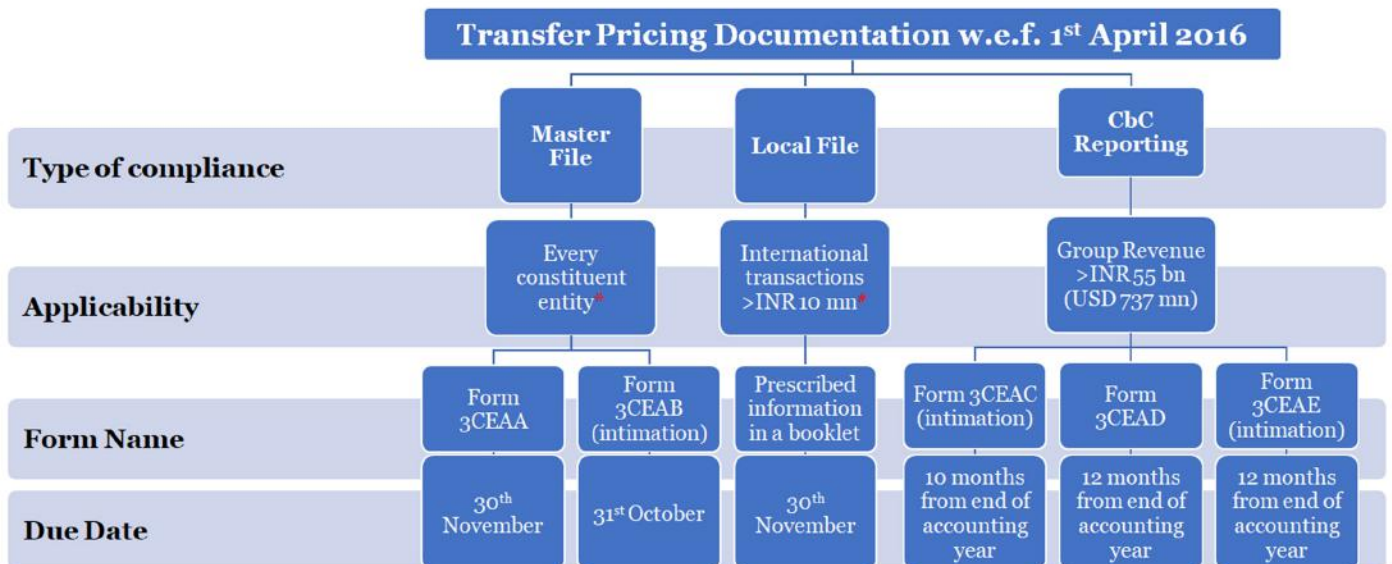 Transfer Pricing Documentation w.e.f. 1st April 2016
Type of compliance
Master
File
Local File
CbC
Reporting
Applicability
Every
constituent
entity*
International
transactions
>INR 10 mn#
Group Revenue
>INR 55 bn
(USD 737 mn)
Form Name
Form
3CEAA
Form
3CEAB
(intimation)
Prescribed
information
in a booklet
Form 3CEAC
(intimation)
Form
3CEAD
Form
3CEAE
(intimation)
Due Date
30th
November
31st October
30th
November
10 months
from end of
accounting
year
12 months
from end of
accounting
year
12 months
from end of
accounting
year